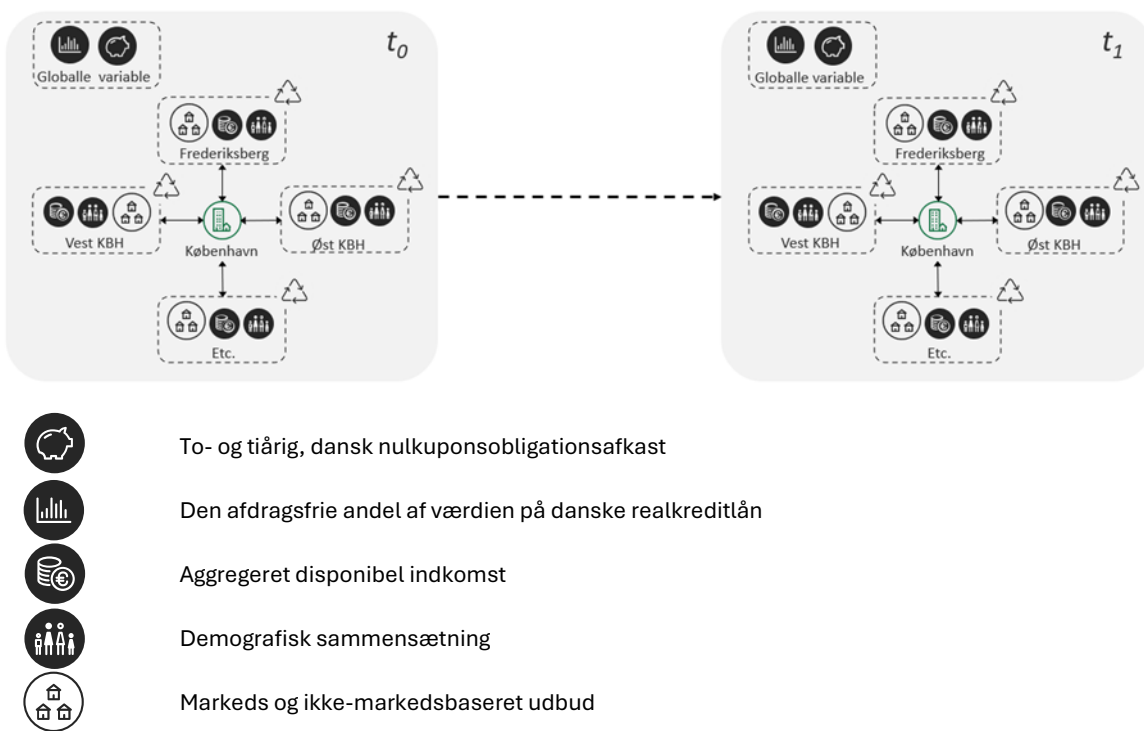 t0
Globalle variable
Frederiksberg
Vest KBH
København
Øst KBH
Etc.
t1
Globalle variable
Frederiksberg
Vest KBH
København
Øst KBH
Etc.
To- og tiårig, dansk nulkuponsobligationsafkast
Den afdragsfrie andel af værdien på danske realkreditlån
Aggregeret disponibel indkomst
Demografisk sammensætning
Markeds og ikke-markedsbaseret udbud